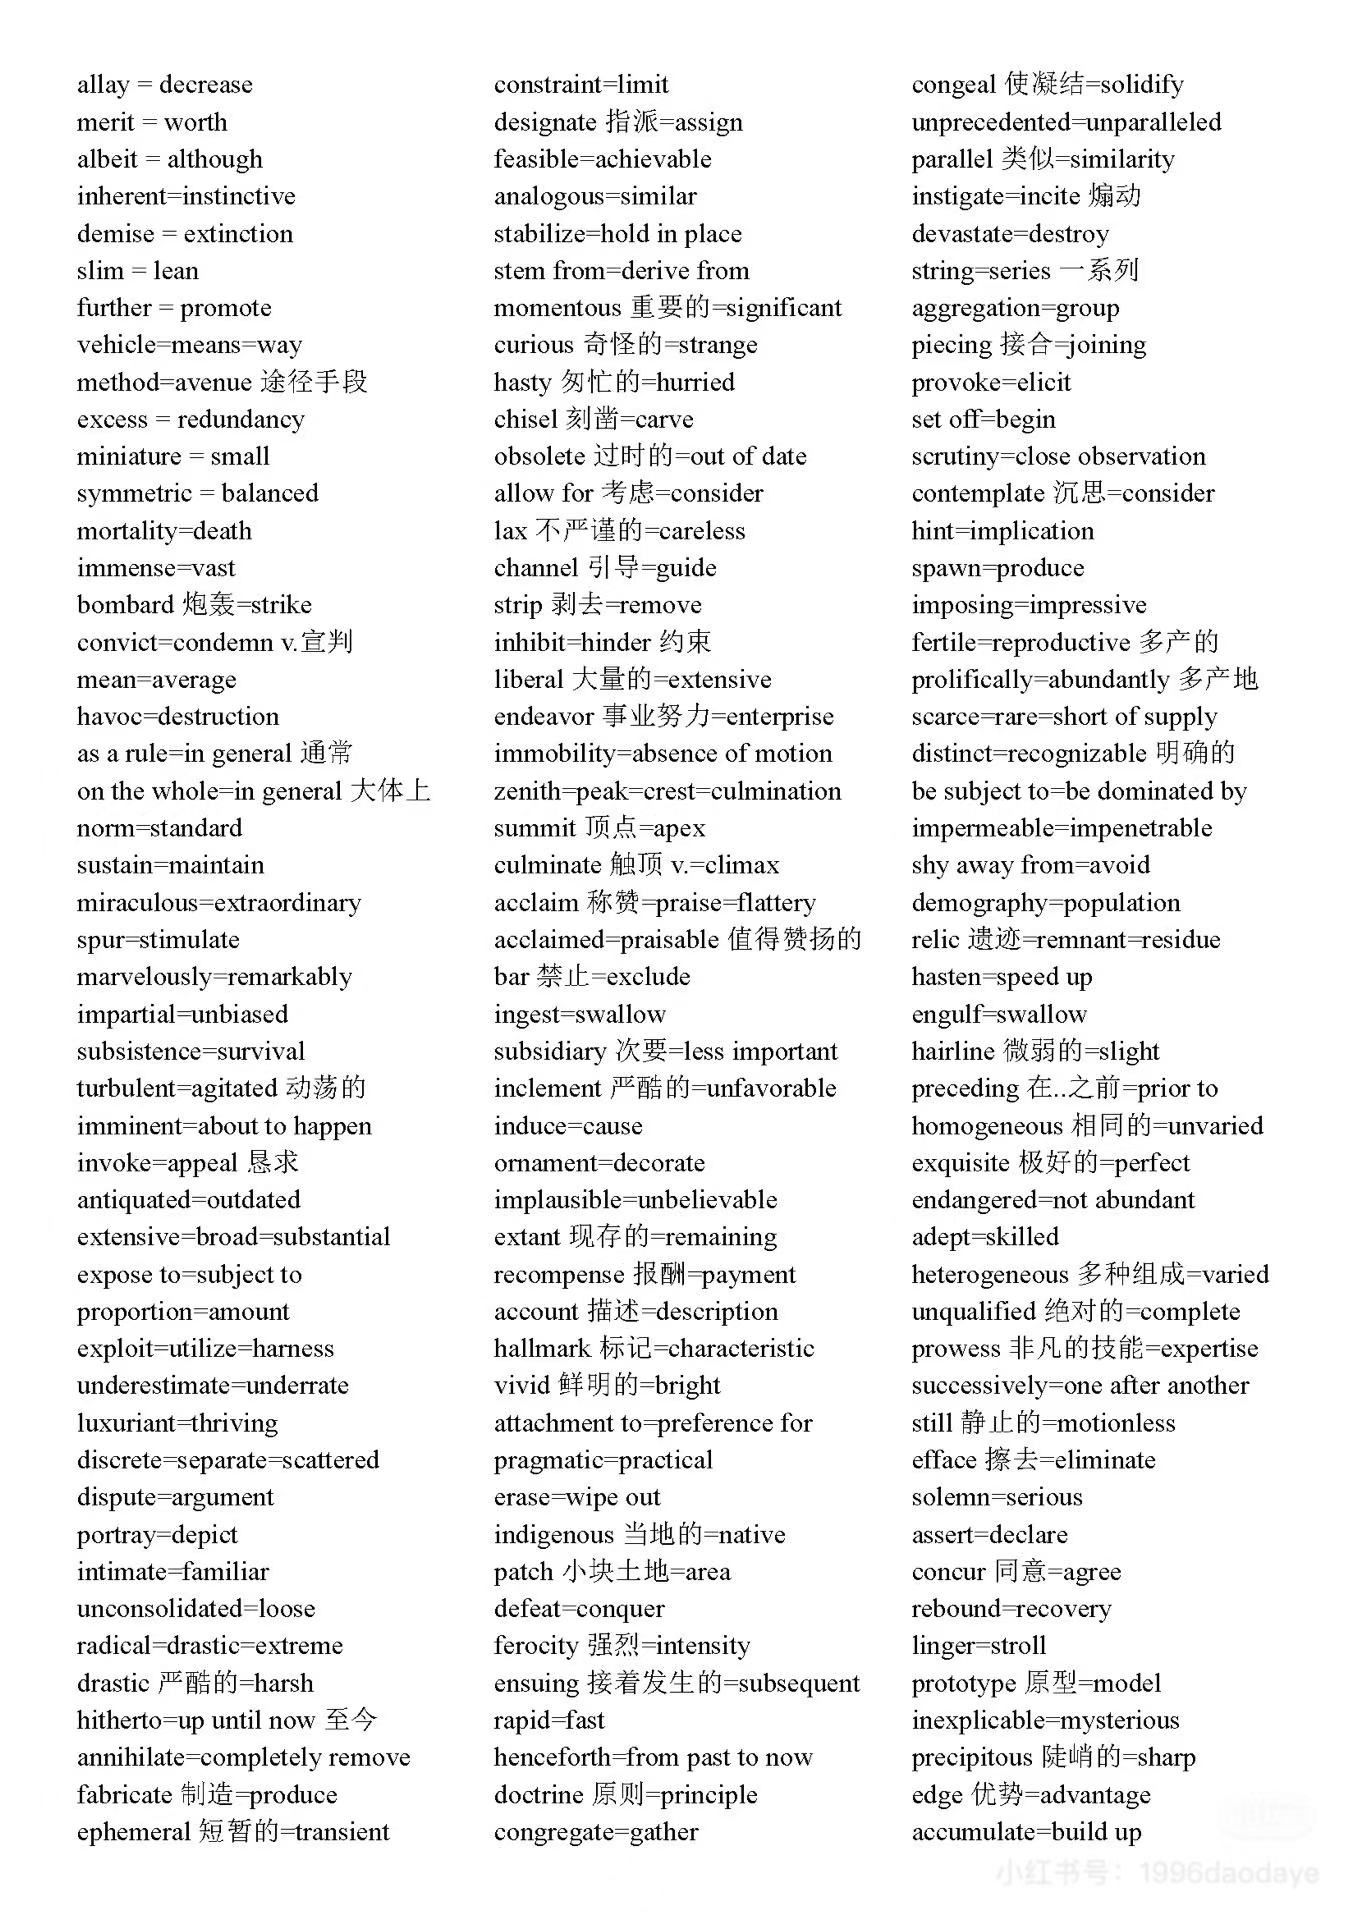 allay = decrease
merit = worth
albeit = although
inherent=instinctive
demise = extinction
slim = lean
further = promote
vehicle=means=way
method=avenue 途径手段
excess = redundancy
miniature = small
symmetric = balanced
mortality=death
immense=vast
bombard 炮轰=strike
convict=condemn v.宣判
mean=average
havoc=destruction
as a rule=in general 通常
on the whole=in general 大体上
norm=standard
sustain=maintain
miraculous=extraordinary
spur=stimulate
marvelously=remarkably
impartial=unbiased
subsistence=survival
turbulent=agitated 动荡的
imminent=about to happen
invoke=appeal 恳求
antiquated=outdated
extensive=broad=substantial
expose to=subject to
proportion=amount
exploit=utilize=harness
underestimate=underrate
luxuriant=thriving
discrete=separate=scattered
dispute=argument
portray=depict
intimate=familiar
unconsolidated=loose
radical=drastic=extreme
drastic 严酷的=harsh
hitherto=up until now 至今
annihilate=completely remove
fabricate 制造=produce
ephemeral 短暂的=transient
constraint=limit
designate 指派=assign
feasible=achievable
analogous=similar
stabilize=hold in place
stem from=derive from
momentous 重要的=significant
curious 奇怪的=strange
hasty 匆忙的=hurried
chisel 刻凿=carve
obsolete 过时的=out of date
allow for 考虑=consider
lax 不严谨的=careless
channel 引导=guide
strip 剥去=remove
inhibit=hinder 约束
liberal 大量的=extensive
endeavor 事业努力=enterprise
immobility=absence of motion
zenith=peak=crest=culmination
summit 顶点=apex
culminate 触顶 v.=climax
acclaim 称赞=praise=flattery
acclaimed=praisable 值得赞扬的
bar 禁止=exclude
ingest=swallow
subsidiary 次要=less important
inclement 严酷的=unfavorable
induce=cause
ornament=decorate
implausible=unbelievable
extant 现存的=remaining
recompense 报酬=payment
account 描述=description
hallmark 标记=characteristic
vivid 鲜明的=bright
attachment to=preference for
pragmatic=practical
erase=wipe out
indigenous 当地的=native
patch 小块土地=area
defeat=conquer
ferocity 强烈=intensity
ensuing 接着发生的=subsequent
rapid=fast
henceforth=from past to now
doctrine 原则=principle
congregate=gather
congeal 使凝结=solidify
unprecedented=unparalleled
parallel 类似=similarity
instigate=incite 煽动
devastate=destroy
string=series 一系列
aggregation=group
piecing 接合=joining
provoke=elicit
set off=begin
scrutiny=close observation
contemplate 沉思=consider
hint=implication
spawn=produce
imposing=impressive
fertile=reproductive 多产的
prolifically=abundantly 多产地
scarce=rare=short of supply
distinct=recognizable 明确的
be subject to=be dominated by
impermeable=impenetrable
shy away from=avoid
demography=population
relic 遗迹=remnant=residue
hasten=speed up
engulf=swallow
hairline 微弱的=slight
preceding 在..之前=prior to
homogeneous 相同的=unvaried
exquisite 极好的=perfect
endangered=not abundant
adept=skilled
heterogeneous 多种组成=varied
unqualified 绝对的=complete
prowess 非凡的技能=expertise
successively=one after another
still 静止的=motionless
efface 擦去=eliminate
solemn=serious
assert=declare
concur 同意=agree
rebound=recovery
linger=stroll
prototype 原型=model
inexplicable=mysterious
precipitous 陡峭的=sharp
edge 优势=advantage
accumulate=build up
小红书号：1996daodaye